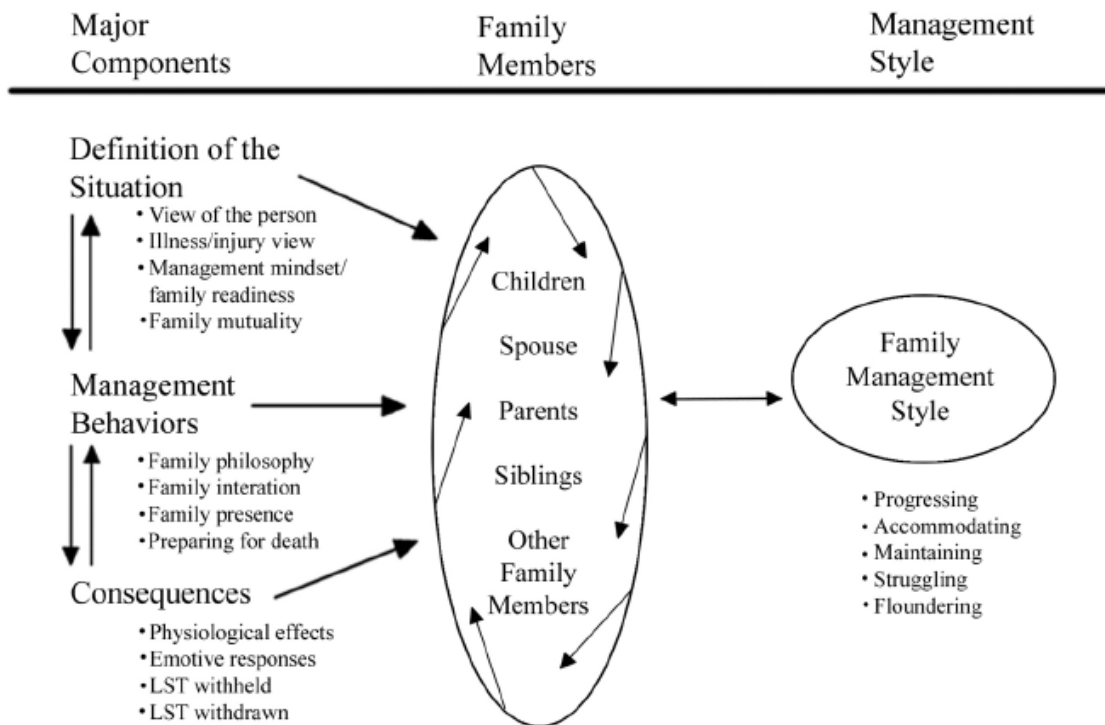 Major
Components
Family
Members
Management
Style
Definition of the
Situation
• View of the person
• Illness/injury view
• Management mindset/
family readiness
• Family mutuality
Management
Behaviors
• Family philosophy
• Family interation
• Family presence
• Preparing for death
Consequences
• Physiological effects
• Emotive responses
• LST withheld
• LST withdrawn
Children
Spouse
Parents
Siblings
Other
Family
Members
Family
Management
Style
• Progressing
• Accommodating
• Maintaining
• Struggling
• Floundering